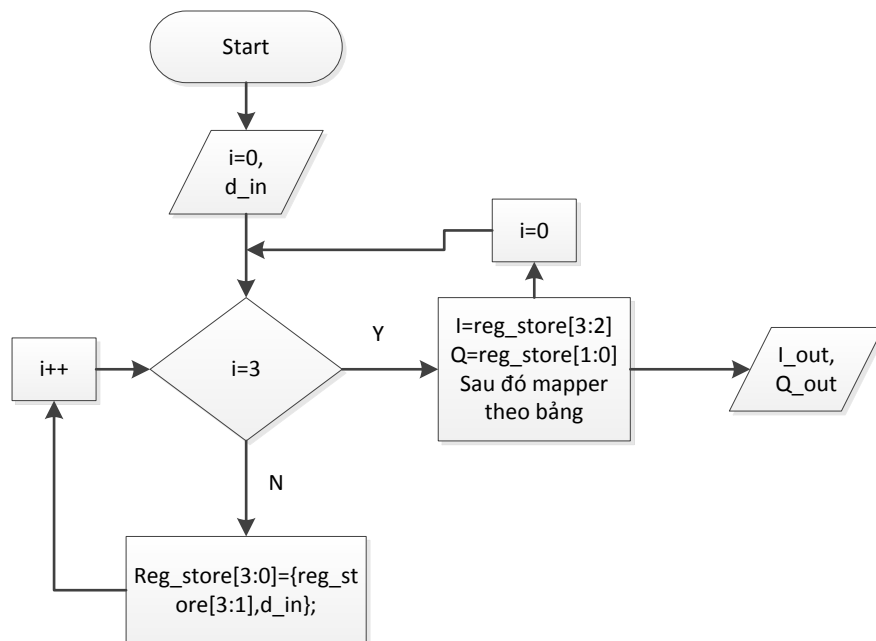 Start
i=0,
d_in
i=0
i=3
Y
I=reg_store[3:2]
Q=reg_store[1:0]
Sau đó mapper
theo bảng
I_out,
Q_out
i++
N
Reg_store[3:0]={reg_st
ore[3:1],d_in};